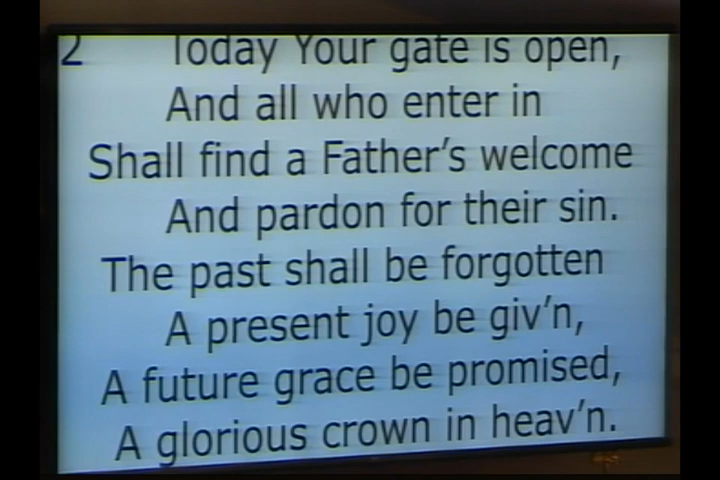 2 Today Your gate is open,
And all who enter in
Shall find a Father's welcome
And pardon for their sin.
The past shall be forgotten
A present joy be giv'n,
A future grace be promised,
A glorious crown in heav'n.